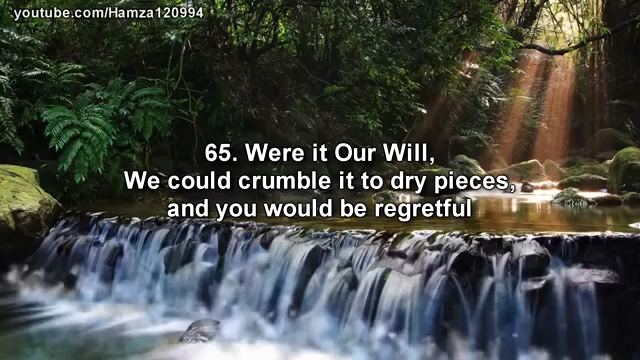 youtube.com/Hamza120994
65. Were it Our Will,
We could crumble it to dry pieces,
and you would be regretful